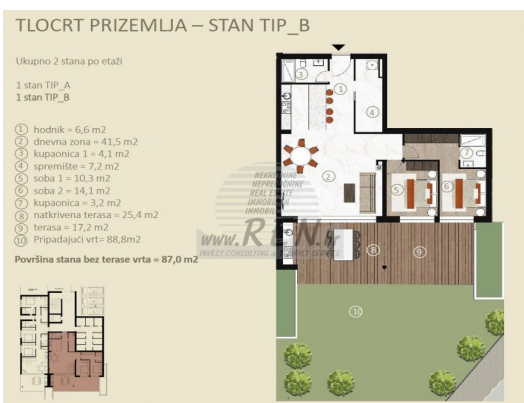 TLOCRT PRIZEMLJA – STAN TIP_B
Ukupno 2 stana po etaži
1 stan TIP_A
1 stan TIP_B
1 hodnik = 6,6 m2
2 dnevna zona = 41,5 m2
3 kupaonica 1 = 4,1 m2
4 spremište = 7,2 m2
5 soba 1 = 10,3 m2
6 soba 2 = 14,1 m2
7 kupaonica = 3,2 m2
8 natkrivena terasa = 25,4 m2
9 terasa = 17,2 m2
10 Pripadajući vrt= 88,8m2
Površina stana bez terase vrta = 87,0 m2
1
3
4
2
7
5
6
8
9
10
NEKRETNINE
NEPREMIČNINE
REAL ESTATE
IMMOBILIEN
IMMOBILI
www.REN.hr
INVEST CONSULTING